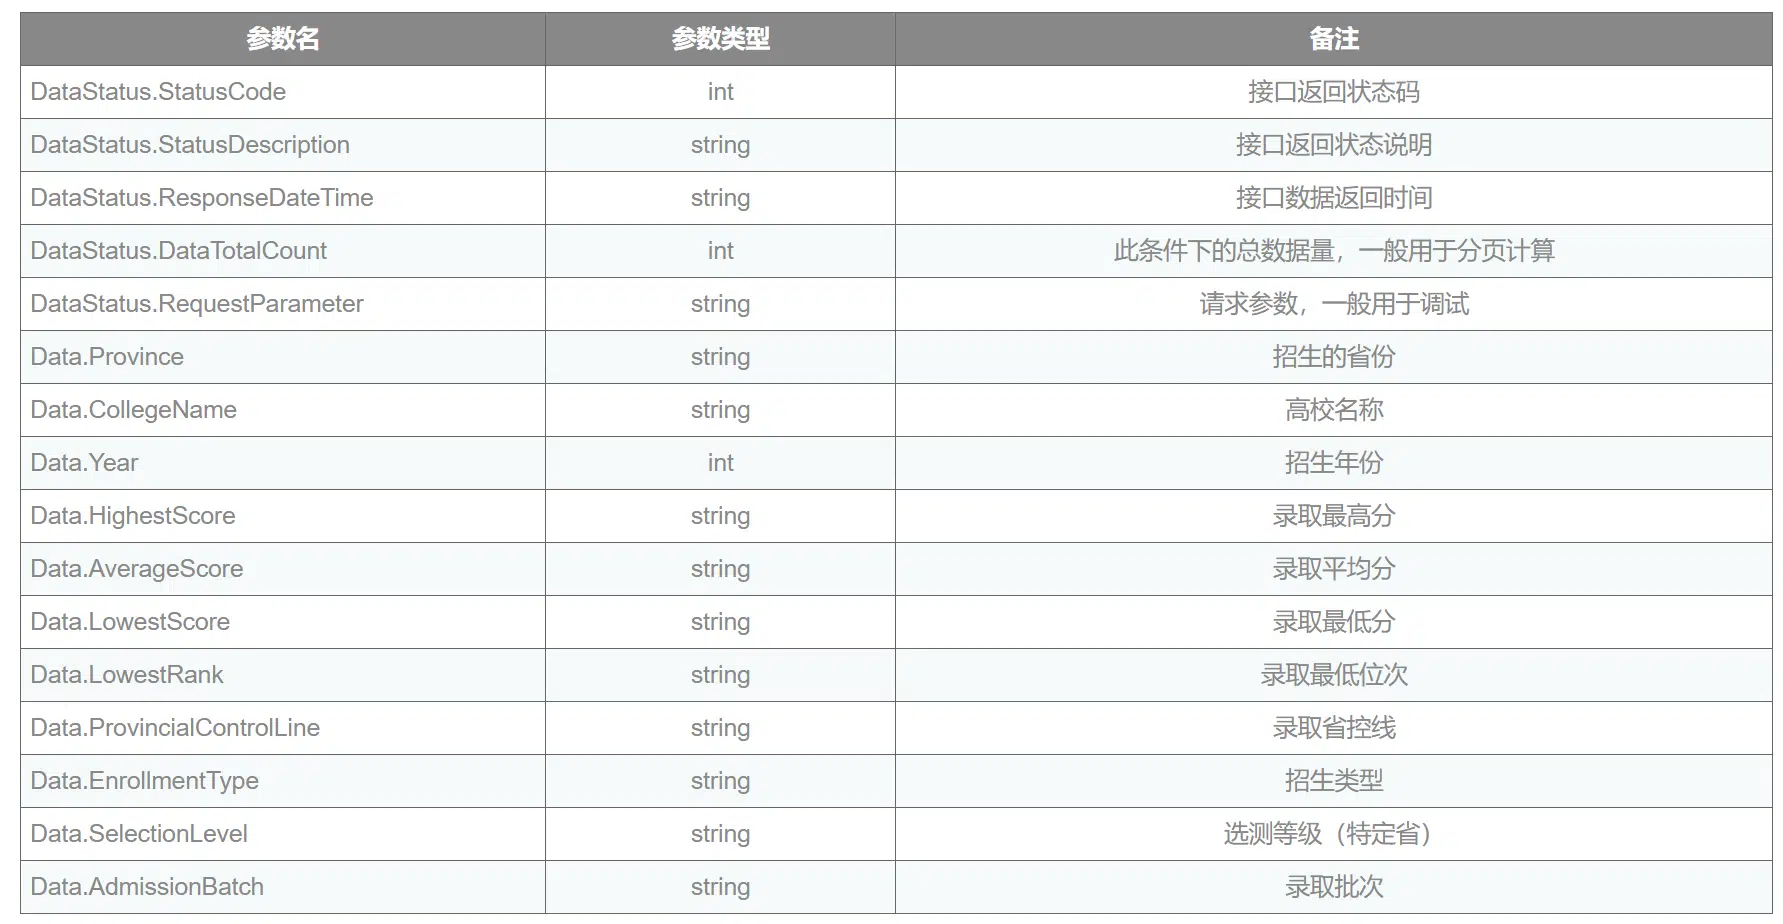 参数名 参数类型 备注
DataStatus.StatusCode int 接口返回状态码
DataStatus.StatusDescription string 接口返回状态说明
DataStatus.ResponseDateTime string 接口数据返回时间
DataStatus.DataTotalCount int 此条件下的总数据量，一般用于分页计算
DataStatus.RequestParameter string 请求参数，一般用于调试
Data.Province string 招生的省份
Data.CollegeName string 高校名称
Data.Year int 招生年份
Data.HighestScore string 录取最高分
Data.AverageScore string 录取平均分
Data.LowestScore string 录取最低分
Data.LowestRank string 录取最低位次
Data.ProvincialControlLine string 录取省控线
Data.EnrollmentType string 招生类型
Data.SelectionLevel string 选测等级（特定省）
Data.AdmissionBatch string 录取批次